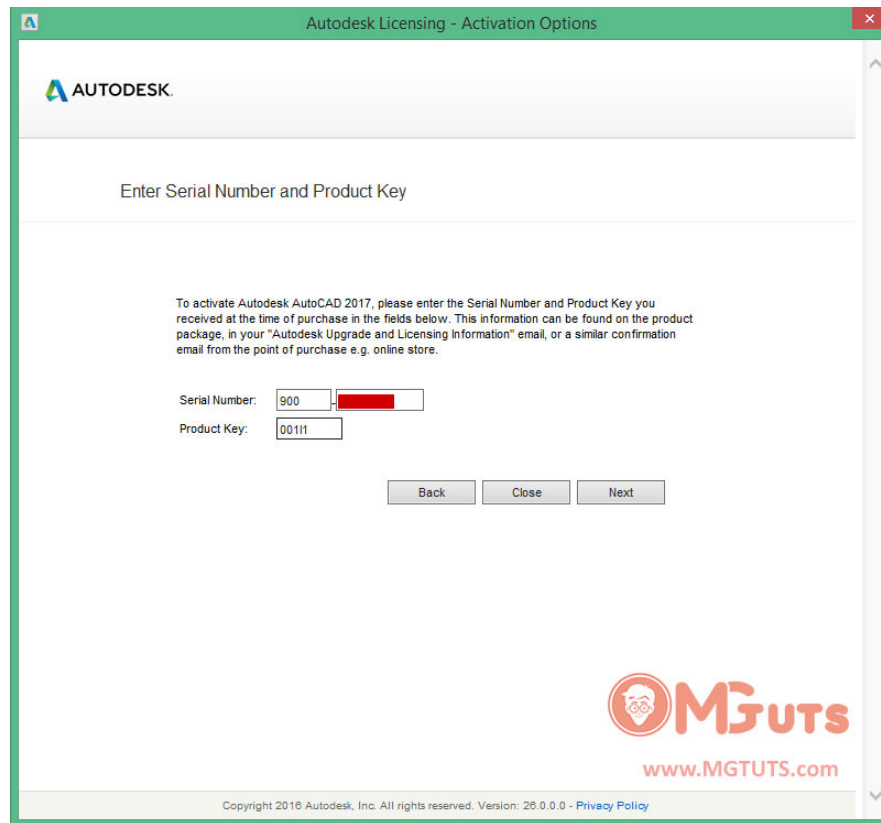 Autodesk Licensing - Activation Options
AUTODESK.
Enter Serial Number and Product Key
To activate Autodesk AutoCAD 2017, please enter the Serial Number and Product Key you
received at the time of purchase in the fields below. This information can be found on the product
package, in your "Autodesk Upgrade and Licensing Information" email, or a similar confirmation
email from the point of purchase e.g. online store.
Serial Number: 900 -
Product Key: 001I1
Back Close Next
MGTUTS
www.MGTUTS.com
Copyright 2016 Autodesk, Inc. All rights reserved. Version: 26.0.0.0 - Privacy Policy